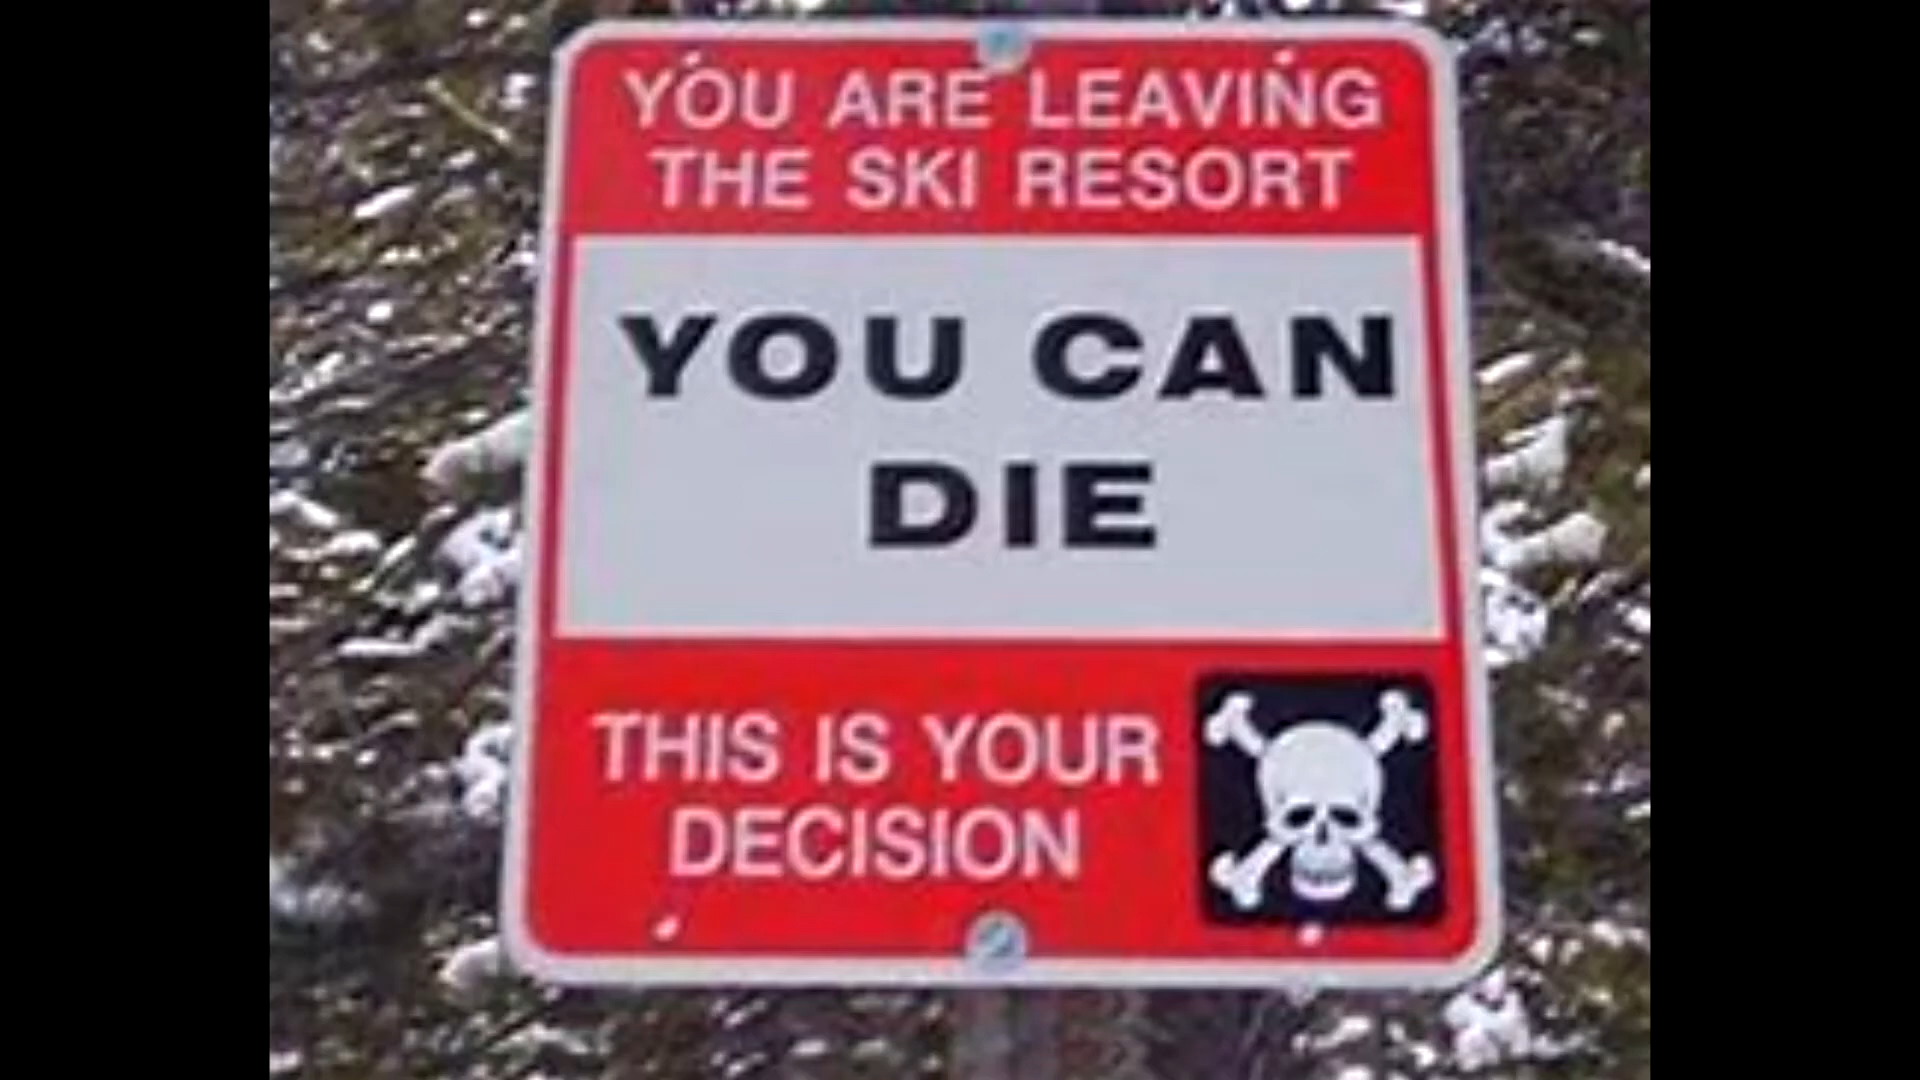 YOU ARE LEAVING
THE SKI RESORT
YOU CAN
DIE
THIS IS YOUR
DECISION